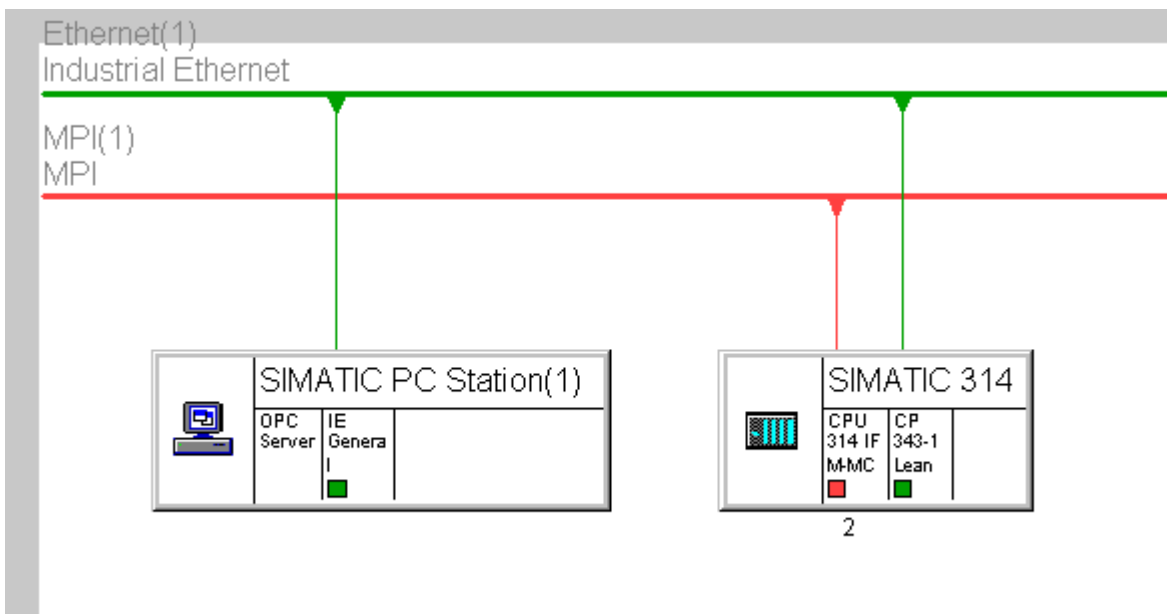 Ethernet(1)
Industrial Ethernet
MPI(1)
MPI
SIMATIC PC Station(1)
OPC
Server
IE
Genera
l
SIMATIC 314
CPU
314 IF
M-MC
CP
343-1
Lean
2